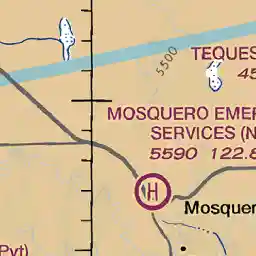 5500
TEQUES
45
MOSQUERO EMER
SERVICES (N
5590 122.8
H
Mosquer
Pvt)